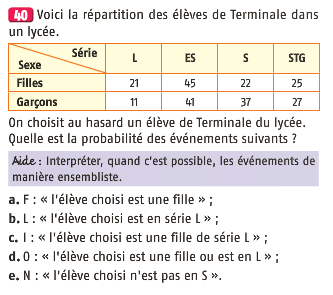 40 Voici la répartition des élèves de Terminale dans
un lycée.
Série
Sexe
L ES S STG
Filles 21 45 22 25
Garçons 11 41 37 27
On choisit au hasard un élève de Terminale du lycée.
Quelle est la probabilité des événements suivants ?
Aide : Interpréter, quand c'est possible, les événements de
manière ensembliste.
a. F : « l'élève choisi est une fille » ;
b. L : « l'élève choisi est en série L » ;
c. I : « l'élève choisi est une fille de série L » ;
d. O : « l'élève choisi est une fille ou est en L » ;
e. N : « l'élève choisi n'est pas en S ».